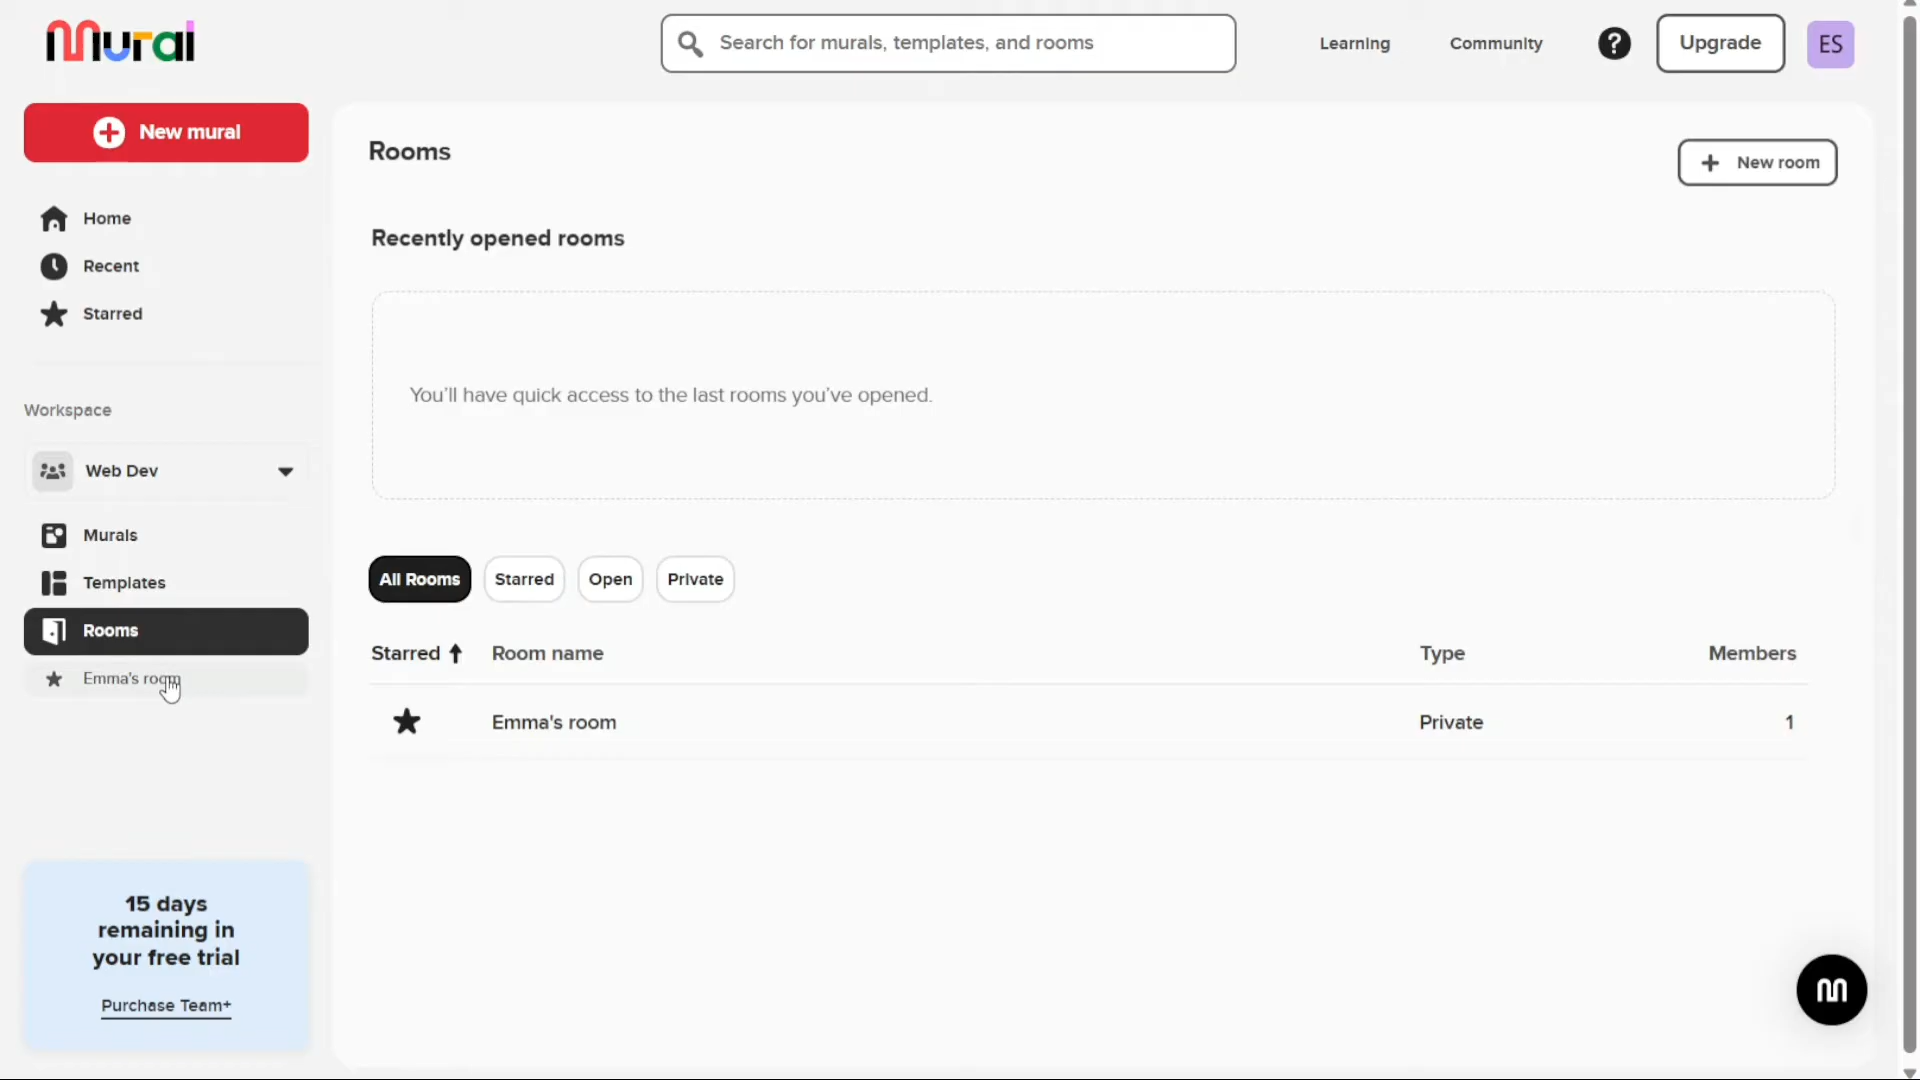 mural
Search for murals, templates, and rooms
Learning
Community
?
Upgrade
ES
New mural
Home
Recent
Starred
Workspace
Web Dev
Murals
Templates
Rooms
Emma's room
15 days
remaining in
your free trial
Purchase Team+
Rooms
New room
Recently opened rooms
You'll have quick access to the last rooms you've opened.
All Rooms
Starred
Open
Private
Starred
Room name
Type
Members
Emma's room
Private
1
m